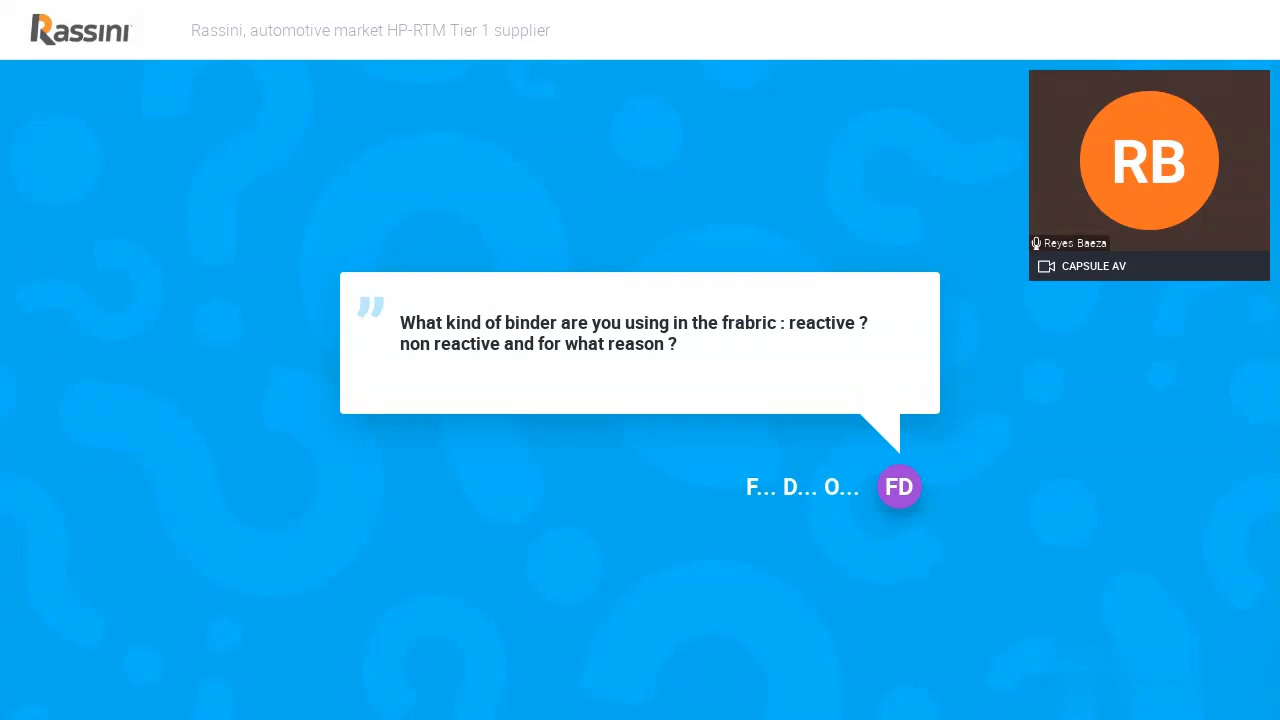 Rassini
Rassini, automotive market HP-RTM Tier 1 supplier
RB
Reyes Baeza
CAPSULE AV
”
What kind of binder are you using in the frabric : reactive ?
non reactive and for what reason ?
F... D... O...
FD